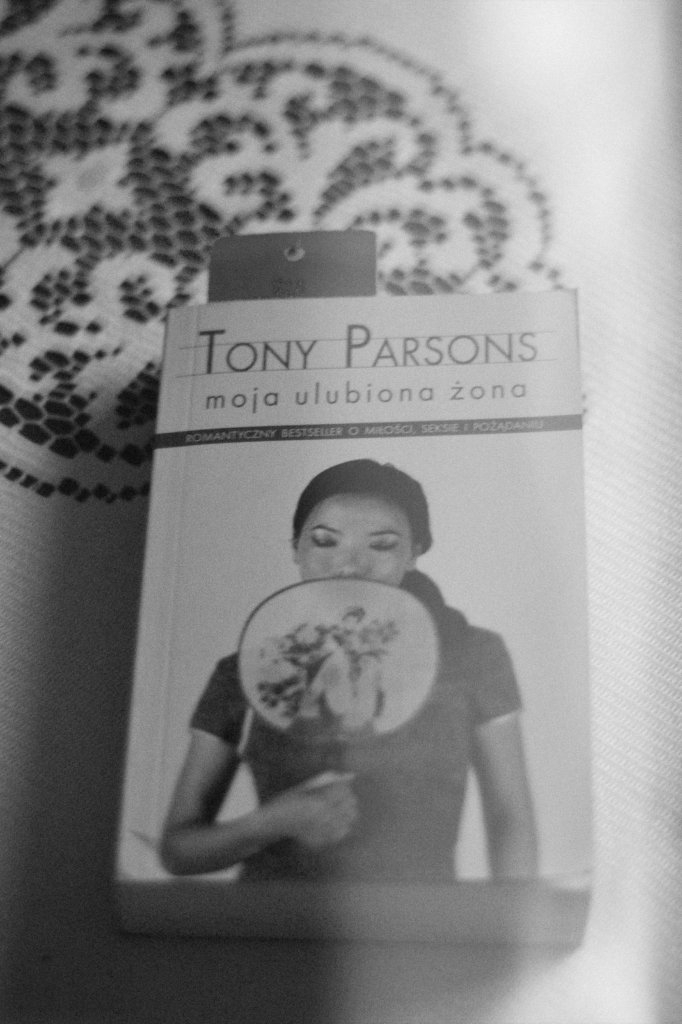 TONY PARSONS
moja ulubiona żona
ROMANTYCZNY BESTSELLER O MIŁOŚCI, SEKSIE I POŻĄDANIU